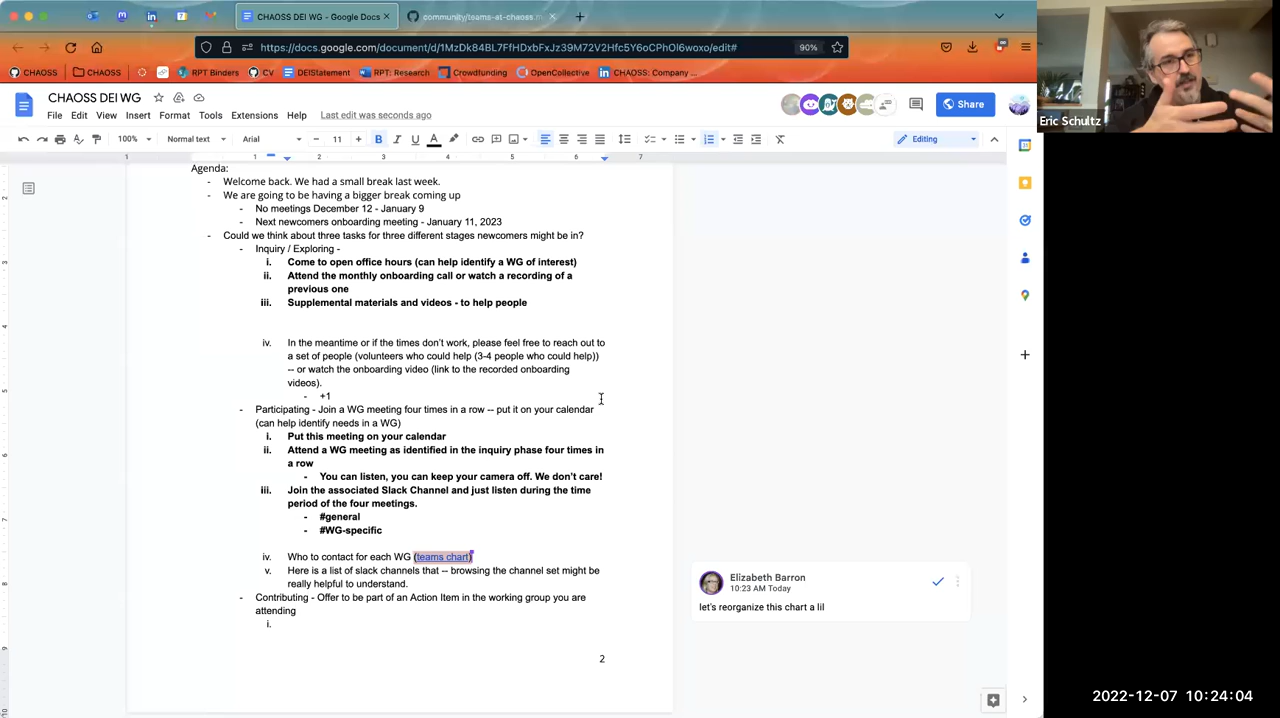 CHAOSS DEI WG - Google Docs
community/teams-at-chaoss.m
https://docs.google.com/document/d/1MzDk84BL7FfHDxbFxJz39M72V2Hfc5Y6oCPhOl6woxo/edit#
90%
CHAOSS
CHAOSS
RPT Binders
CV
DEIStatement
RPT: Research
Crowdfunding
OpenCollective
CHAOSS: Company ...
Eric Schultz
CHAOSS DEI WG
File Edit View Insert Format Tools Extensions Help Last edit was seconds ago
Share
100% Normal text Arial 11 Editing
1 1 2 3 4 5 6 7
Agenda:
- Welcome back. We had a small break last week.
- We are going to be having a bigger break coming up
- No meetings December 12 - January 9
- Next newcomers onboarding meeting - January 11, 2023
- Could we think about three tasks for three different stages newcomers might be in?
- Inquiry / Exploring -
i. Come to open office hours (can help identify a WG of interest)
ii. Attend the monthly onboarding call or watch a recording of a
previous one
iii. Supplemental materials and videos - to help people
iv. In the meantime or if the times don't work, please feel free to reach out to
a set of people (volunteers who could help (3-4 people who could help))
-- or watch the onboarding video (link to the recorded onboarding
videos).
- +1
- Participating - Join a WG meeting four times in a row -- put it on your calendar
(can help identify needs in a WG)
i. Put this meeting on your calendar
ii. Attend a WG meeting as identified in the inquiry phase four times in
a row
- You can listen, you can keep your camera off. We don't care!
iii. Join the associated Slack Channel and just listen during the time
period of the four meetings.
- #general
- #WG-specific
iv. Who to contact for each WG (teams chart)
v. Here is a list of slack channels that -- browsing the channel set might be
really helpful to understand.
- Contributing - Offer to be part of an Action Item in the working group you are
attending
i.
2
Elizabeth Barron
10:23 AM Today
let's reorganize this chart a lil
2022-12-07 10:24:04